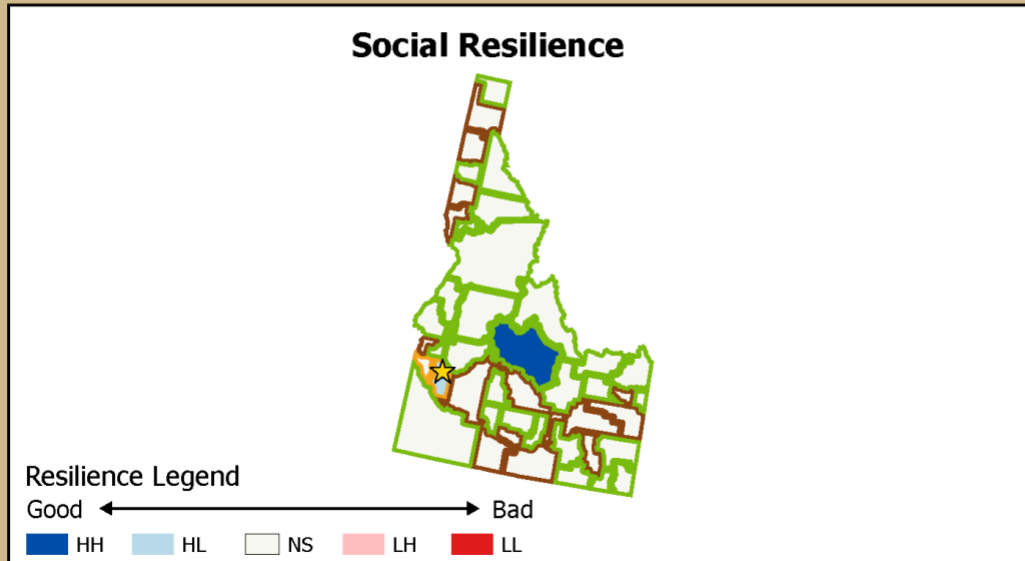 Social Resilience
Resilience Legend
Good Bad
HH HL NS LH LL